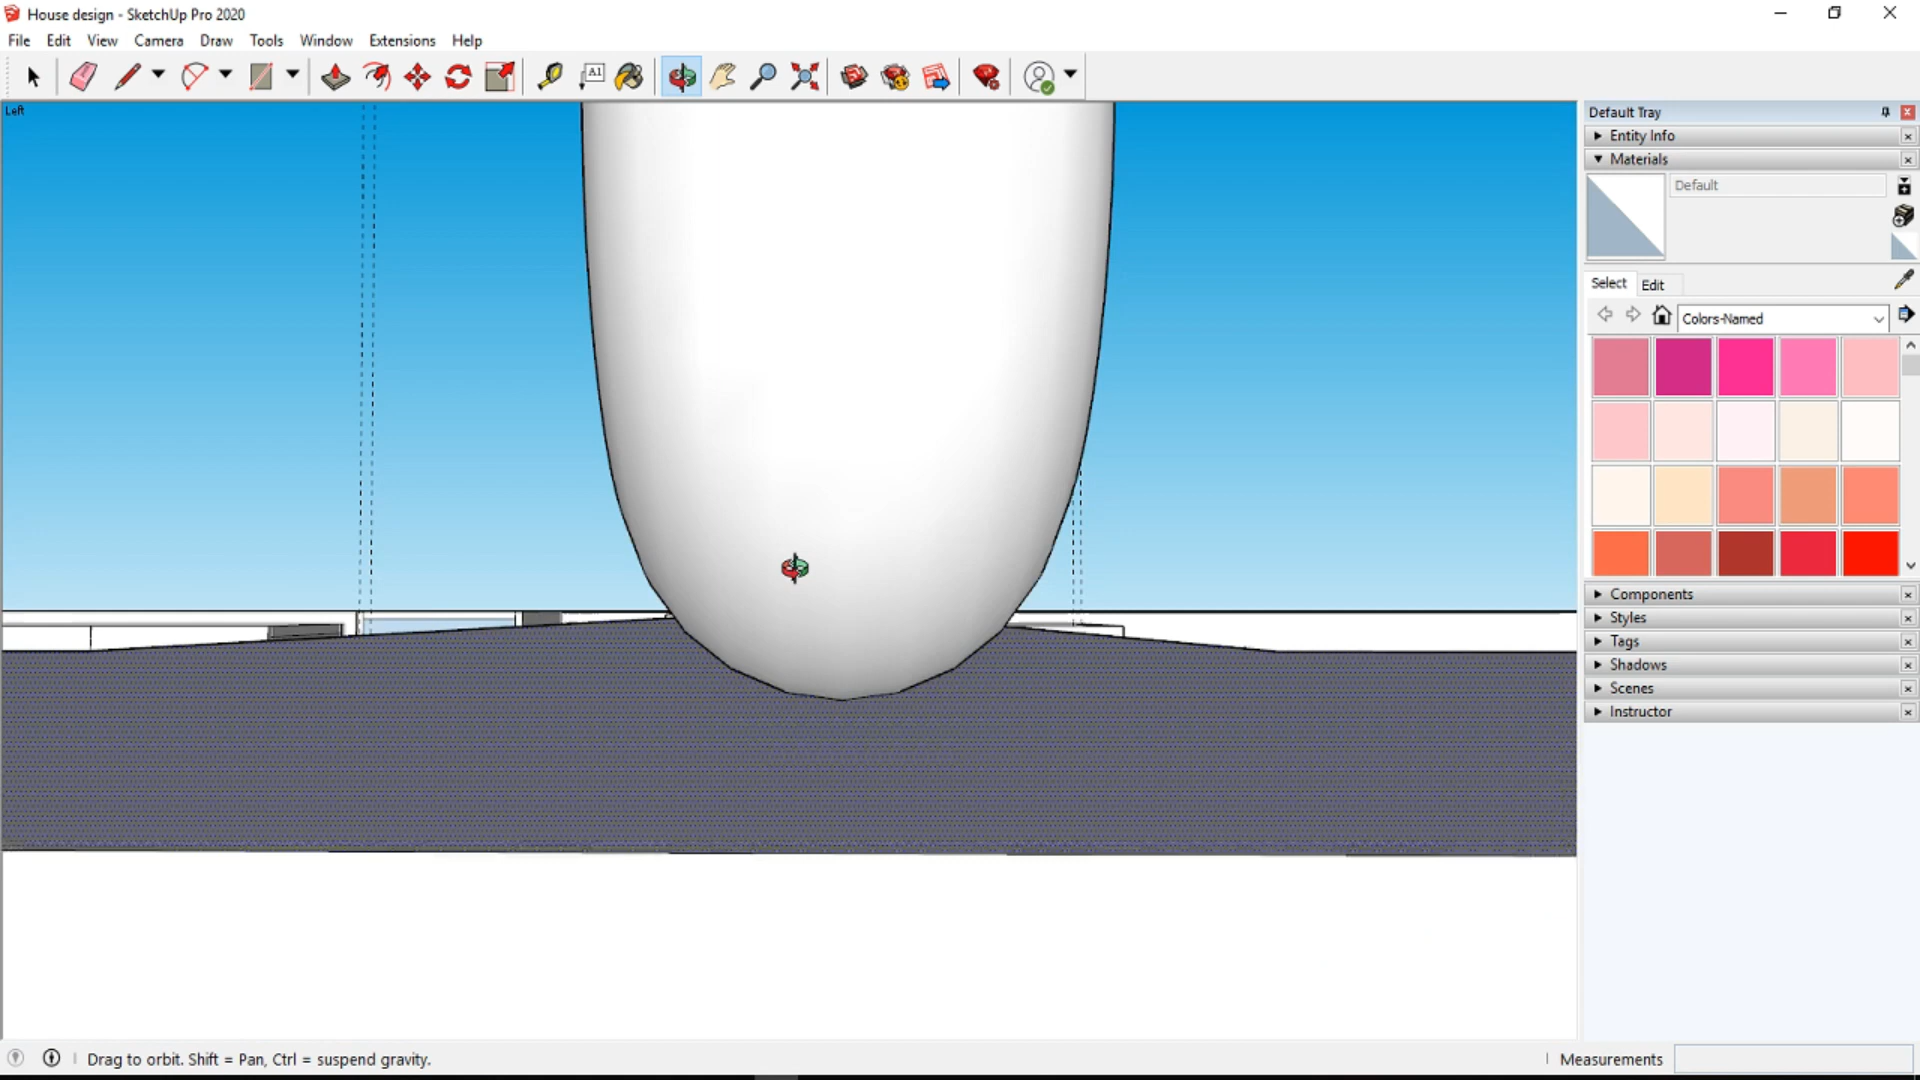 House design - SketchUp Pro 2020
File Edit View Camera Draw Tools Window Extensions Help
A1
Left
Default Tray
Entity Info
Materials
Default
Select Edit
Colors-Named
Components
Styles
Tags
Shadows
Scenes
Instructor
Drag to orbit. Shift = Pan, Ctrl = suspend gravity.
Measurements